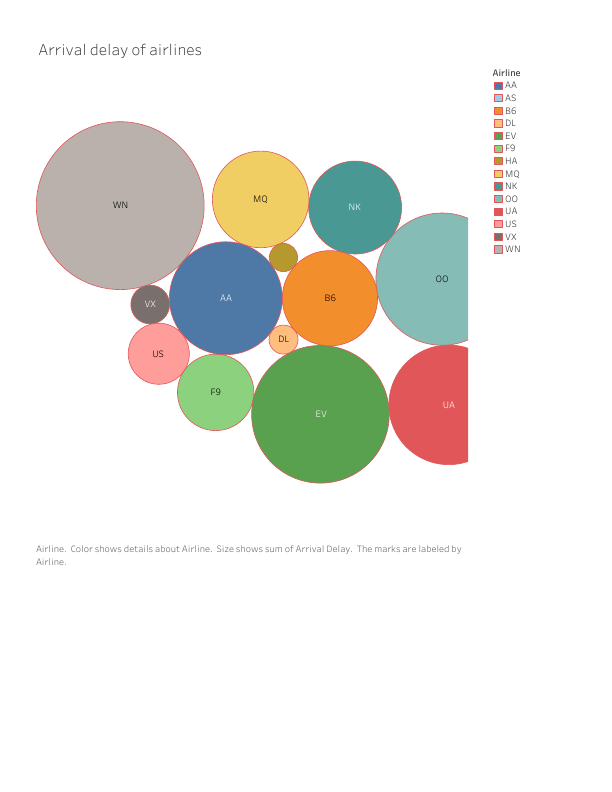 Arrival delay of airlines
Airline
AA
AS
B6
DL
EV
F9
HA
MQ
NK
OO
UA
US
VX
WN
WN
MQ
NK
OO
AA
B6
VX
DL
US
F9
UA
EV
Airline.  Color shows details about Airline.  Size shows sum of Arrival Delay.  The marks are labeled by
Airline.